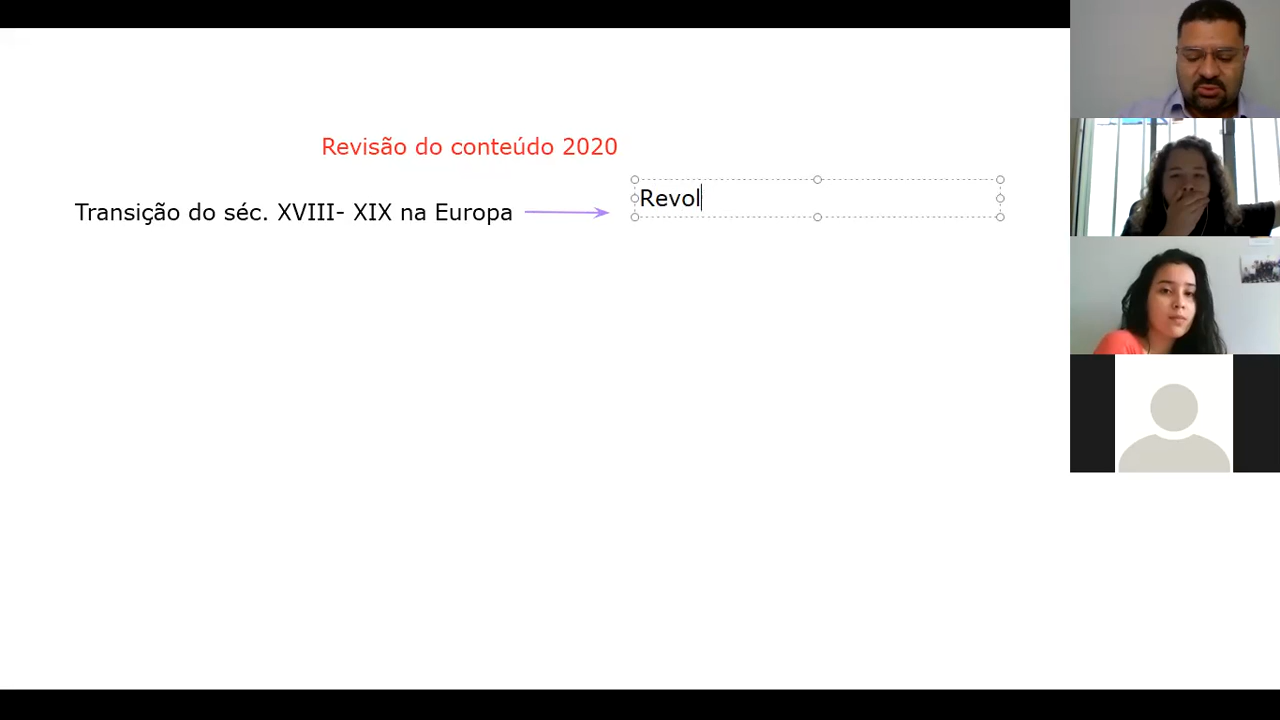 Revisão do conteúdo 2020
Transição do séc. XVIII- XIX na Europa
Revol